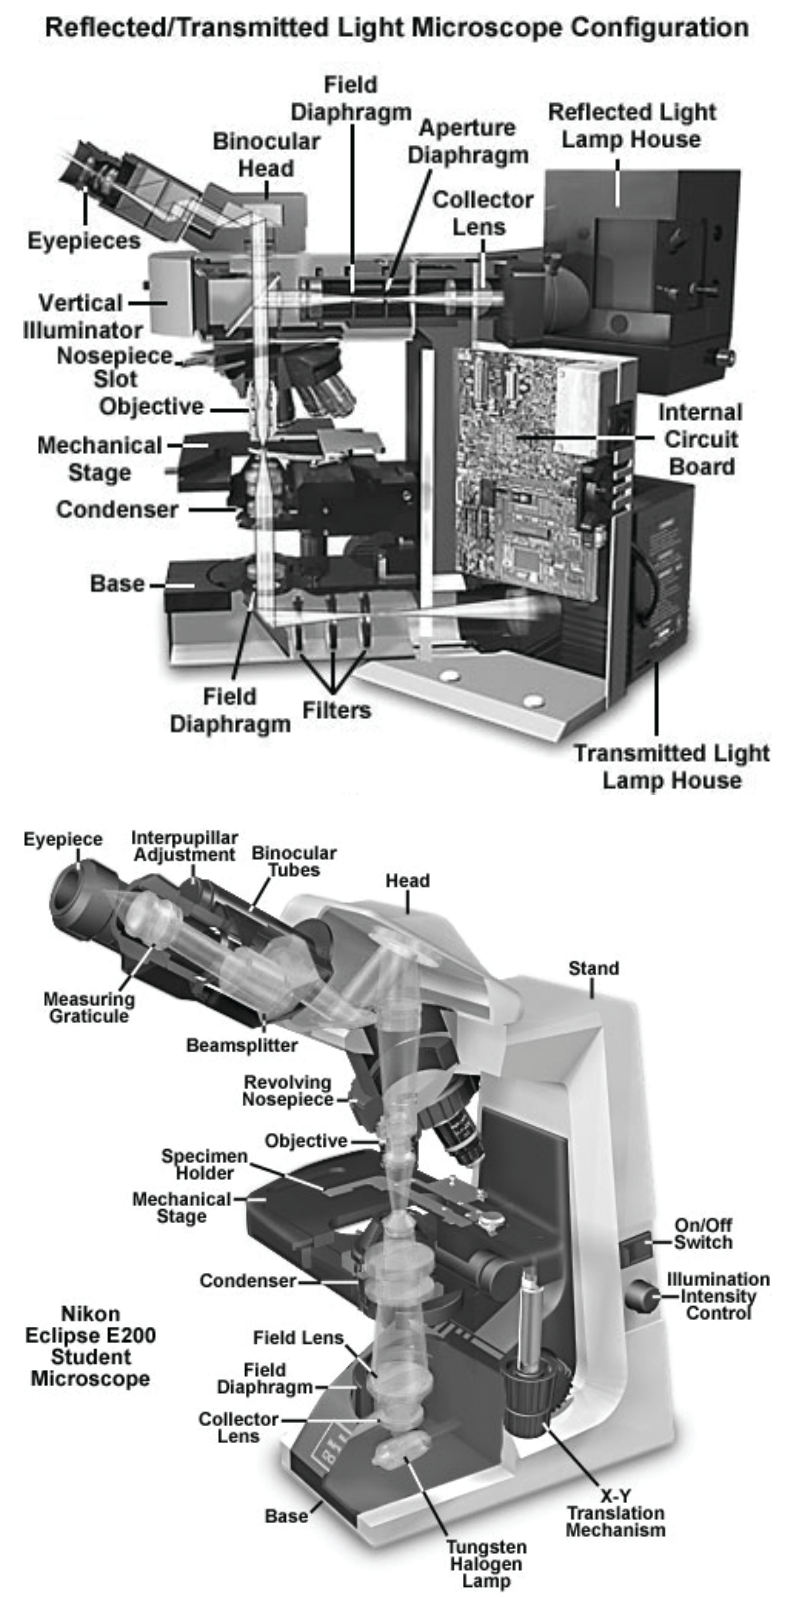 Reflected/Transmitted Light Microscope Configuration
Field
Diaphragm
Aperture
Diaphragm
Reflected Light
Lamp House
Binocular
Head
Collector
Lens
Eyepieces
Vertical
Illuminator
Nosepiece
Slot
Objective
Internal
Circuit
Board
Mechanical
Stage
Condenser
Base
Field
Diaphragm
Filters
Transmitted Light
Lamp House
Eyepiece
Interpupillar
Adjustment
Binocular
Tubes
Head
Stand
Measuring
Graticule
Beamsplitter
Revolving
Nosepiece
Objective
Specimen
Holder
Mechanical
Stage
On/Off
Switch
Condenser
Illumination
Intensity
Control
Nikon
Eclipse E200
Student
Microscope
Field Lens
Field
Diaphragm
Collector
Lens
X-Y
Translation
Mechanism
Base
Tungsten
Halogen
Lamp